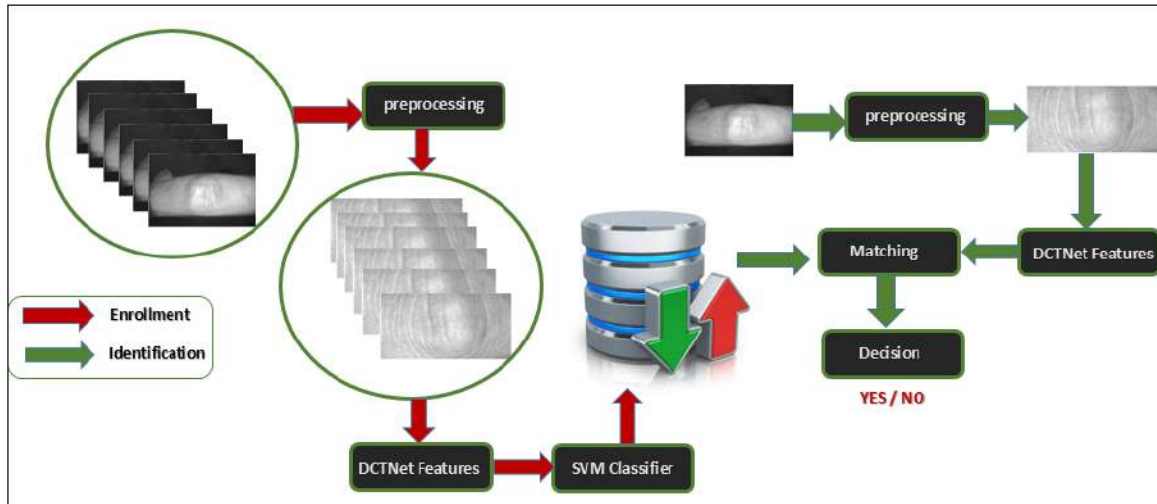 preprocessing
preprocessing
Matching
DCTNet Features
Enrollment
Identification
Decision
YES / NO
DCTNet Features
SVM Classifier